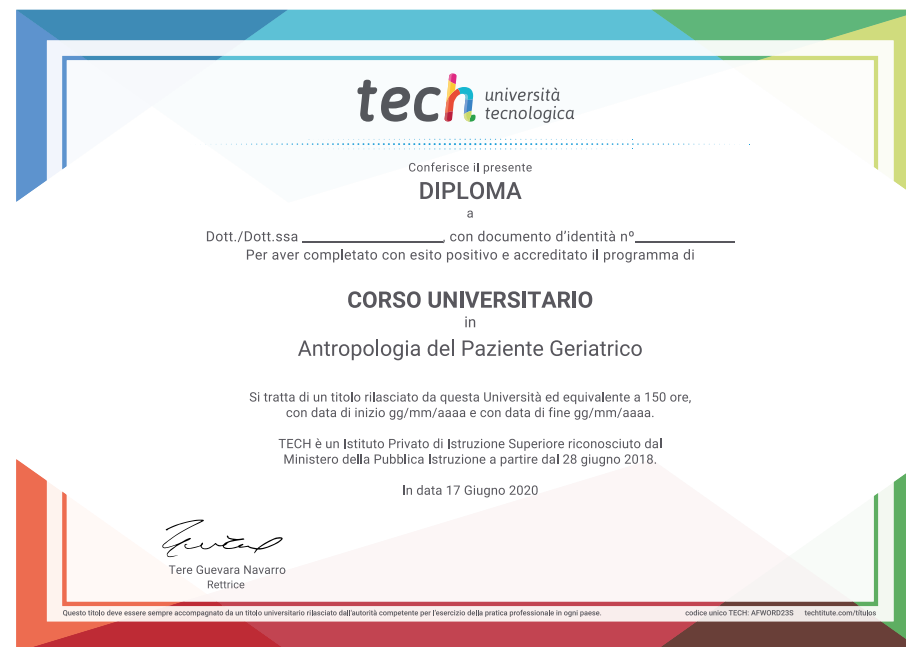 tech università
tecnologica
Conferisce il presente
DIPLOMA
a
Dott./Dott.ssa ____________________, con documento d'identità nº______________
Per aver completato con esito positivo e accreditato il programma di
CORSO UNIVERSITARIO
in
Antropologia del Paziente Geriatrico
Si tratta di un titolo rilasciato da questa Università ed equivalente a 150 ore,
con data di inizio gg/mm/aaaa e con data di fine gg/mm/aaaa.
TECH è un Istituto Privato di Istruzione Superiore riconosciuto dal
Ministero della Pubblica Istruzione a partire dal 28 giugno 2018.
In data 17 Giugno 2020
Tere Guevara Navarro
Rettrice
Questo titolo deve essere sempre accompagnato da un titolo universitario rilasciato dall'autorità competente per l'esercizio della pratica professionale in ogni paese. codice unico TECH: AFWORD23S techtitute.com/titulos